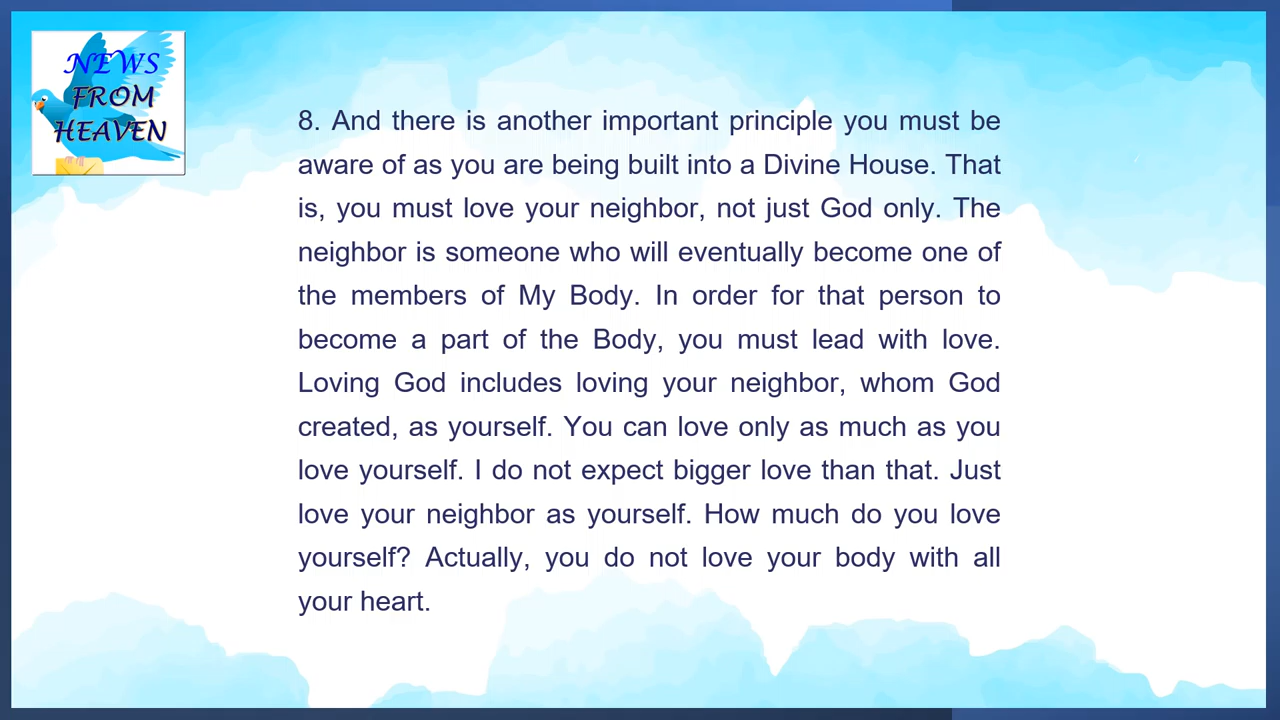 NEWS
FROM
HEAVEN
8. And there is another important principle you must be
aware of as you are being built into a Divine House. That
is, you must love your neighbor, not just God only. The
neighbor is someone who will eventually become one of
the members of My Body. In order for that person to
become a part of the Body, you must lead with love.
Loving God includes loving your neighbor, whom God
created, as yourself. You can love only as much as you
love yourself. I do not expect bigger love than that. Just
love your neighbor as yourself. How much do you love
yourself? Actually, you do not love your body with all
your heart.